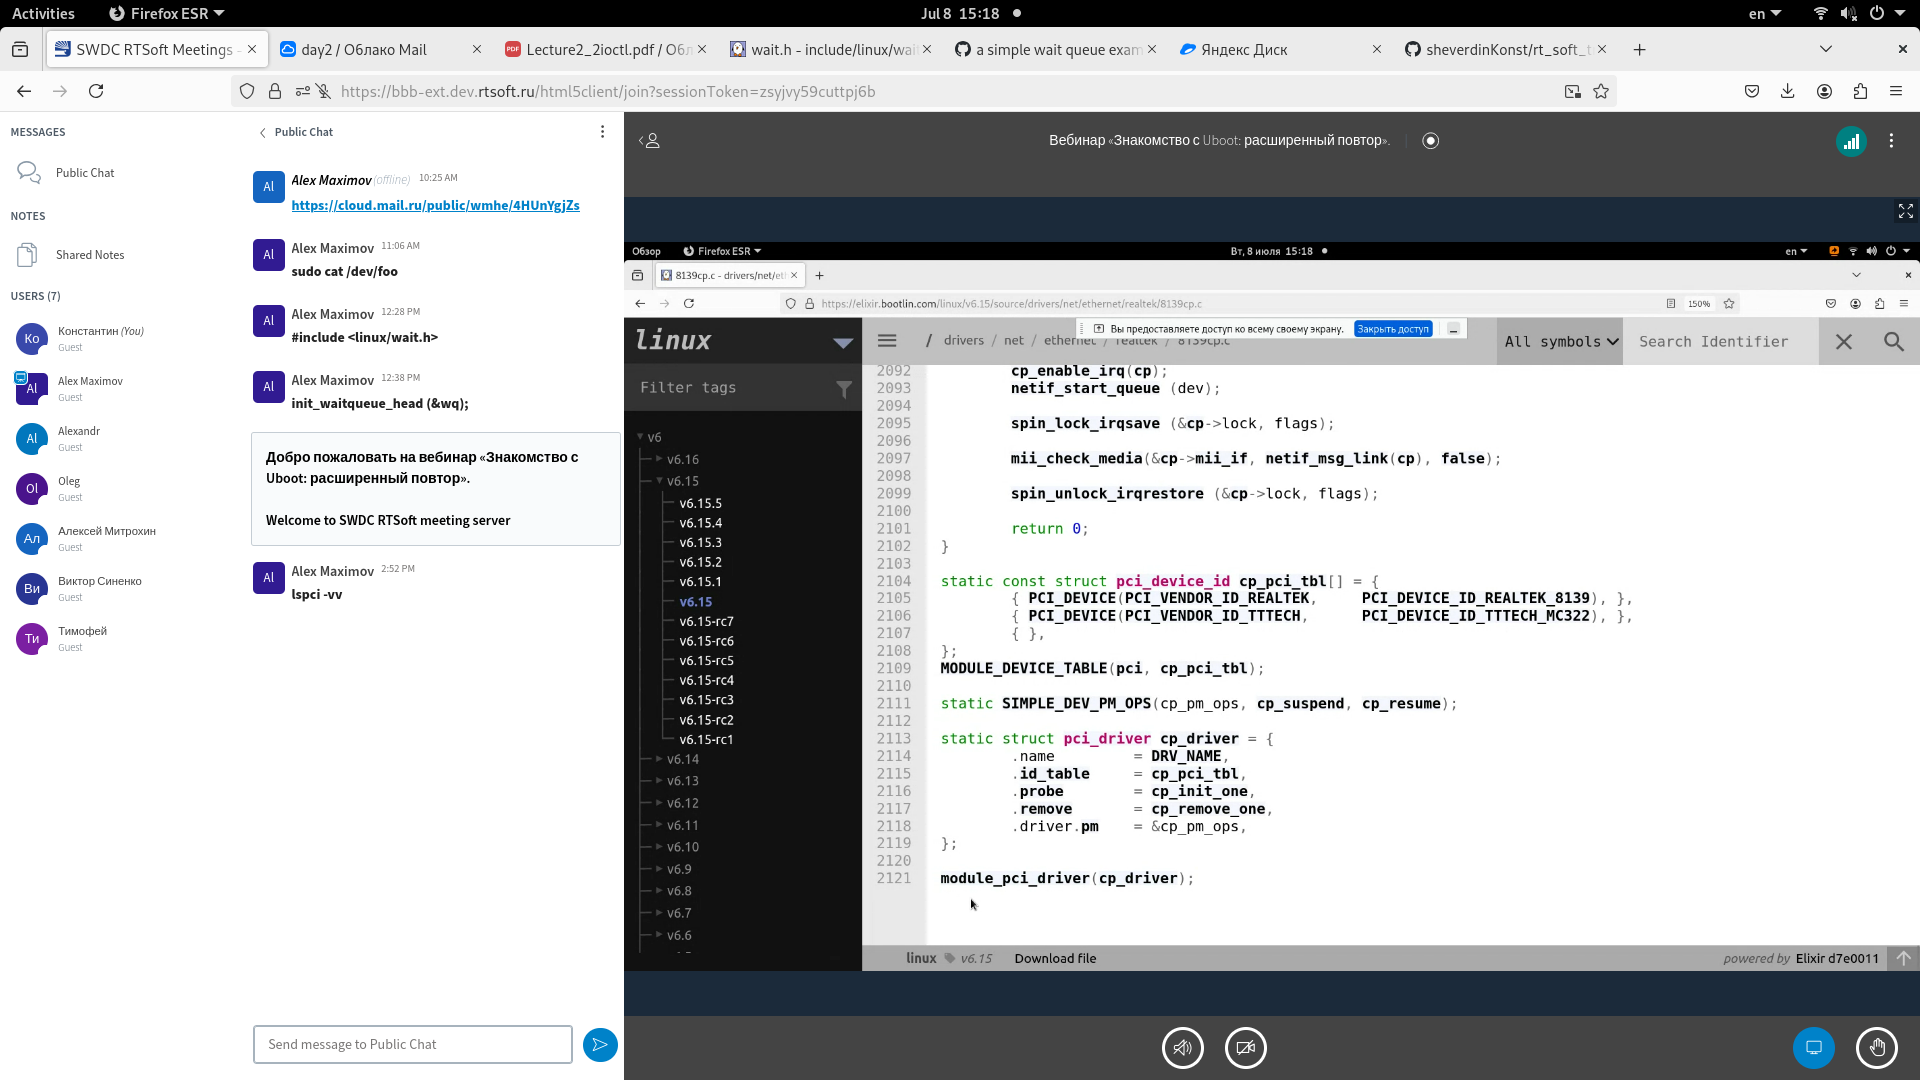 Activities
Firefox ESR
Jul 8 15:18
en
SWDC RTSoft Meetings -
day2 / Облако Mail
Lecture2_2ioctl.pdf / Обл
wait.h - include/linux/wai
a simple wait queue exam
Яндекс Диск
sheverdinKonst/rt_soft_t
https://bbb-ext.dev.rtsoft.ru/html5client/join?sessionToken=zsyjvy59cuttpj6b
MESSAGES
Public Chat
NOTES
Shared Notes
USERS (7)
Ko
Константин (You)
Guest
Al
Alex Maximov
Guest
Al
Alexandr
Guest
Ol
Oleg
Guest
Ал
Алексей Митрохин
Guest
Ви
Виктор Синенко
Guest
Ти
Тимофей
Guest
Public Chat
Al
Alex Maximov (offline) 10:25 AM
https://cloud.mail.ru/public/wmhe/4HUnYgjZs
Al
Alex Maximov 11:06 AM
sudo cat /dev/foo
Al
Alex Maximov 12:28 PM
#include <linux/wait.h>
Al
Alex Maximov 12:38 PM
init_waitqueue_head (&wq);
Добро пожаловать на вебинар «Знакомство с
Uboot: расширенный повтор».
Welcome to SWDC RTSoft meeting server
Al
Alex Maximov 2:52 PM
lspci -vv
Send message to Public Chat
Вебинар «Знакомство с Uboot: расширенный повтор».
Обзор
Firefox ESR
Вт, 8 июля 15:18
en
8139cp.c - drivers/net/et
https://elixir.bootlin.com/linux/v6.15/source/drivers/net/ethernet/realtek/8139cp.c
150%
linux
Вы предоставляете доступ ко всему своему экрану.
Закрыть доступ
/ drivers / net / ethernet / realtek / 8139cp.c
All symbols
Search Identifier
Filter tags
v6
v6.16
v6.15
v6.15.5
v6.15.4
v6.15.3
v6.15.2
v6.15.1
v6.15
v6.15-rc7
v6.15-rc6
v6.15-rc5
v6.15-rc4
v6.15-rc3
v6.15-rc2
v6.15-rc1
v6.14
v6.13
v6.12
v6.11
v6.10
v6.9
v6.8
v6.7
v6.6
2092 cp_enable_irq(cp);
2093 netif_start_queue (dev);
2094
2095 spin_lock_irqsave (&cp->lock, flags);
2096
2097 mii_check_media(&cp->mii_if, netif_msg_link(cp), false);
2098
2099 spin_unlock_irqrestore (&cp->lock, flags);
2100
2101 return 0;
2102 }
2103
2104 static const struct pci_device_id cp_pci_tbl[] = {
2105 { PCI_DEVICE(PCI_VENDOR_ID_REALTEK, PCI_DEVICE_ID_REALTEK_8139), },
2106 { PCI_DEVICE(PCI_VENDOR_ID_TTTECH, PCI_DEVICE_ID_TTTECH_MC322), },
2107 { },
2108 };
2109 MODULE_DEVICE_TABLE(pci, cp_pci_tbl);
2110
2111 static SIMPLE_DEV_PM_OPS(cp_pm_ops, cp_suspend, cp_resume);
2112
2113 static struct pci_driver cp_driver = {
2114 .name = DRV_NAME,
2115 .id_table = cp_pci_tbl,
2116 .probe = cp_init_one,
2117 .remove = cp_remove_one,
2118 .driver.pm = &cp_pm_ops,
2119 };
2120
2121 module_pci_driver(cp_driver);
linux v6.15 Download file
powered by Elixir d7e0011